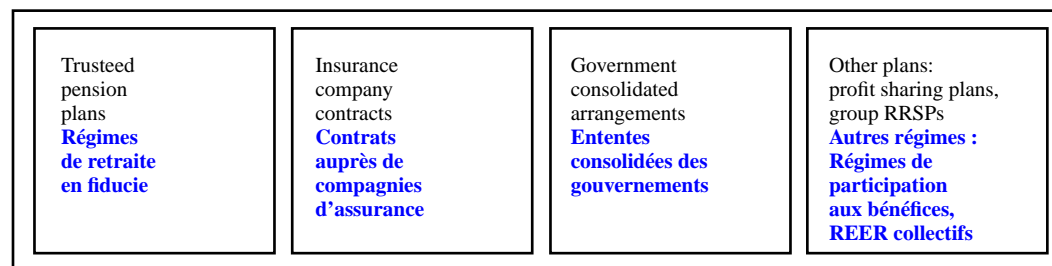 Trusteed
pension
plans
Régimes
de retraite
en fiducie
Insurance
company
contracts
Contrats
auprès de
compagnies
d’assurance
Government
consolidated
arrangements
Ententes
consolidées des
gouvernements
Other plans:
profit sharing plans,
group RRSPs
Autres régimes :
Régimes de
participation
aux bénéfices,
REER collectifs